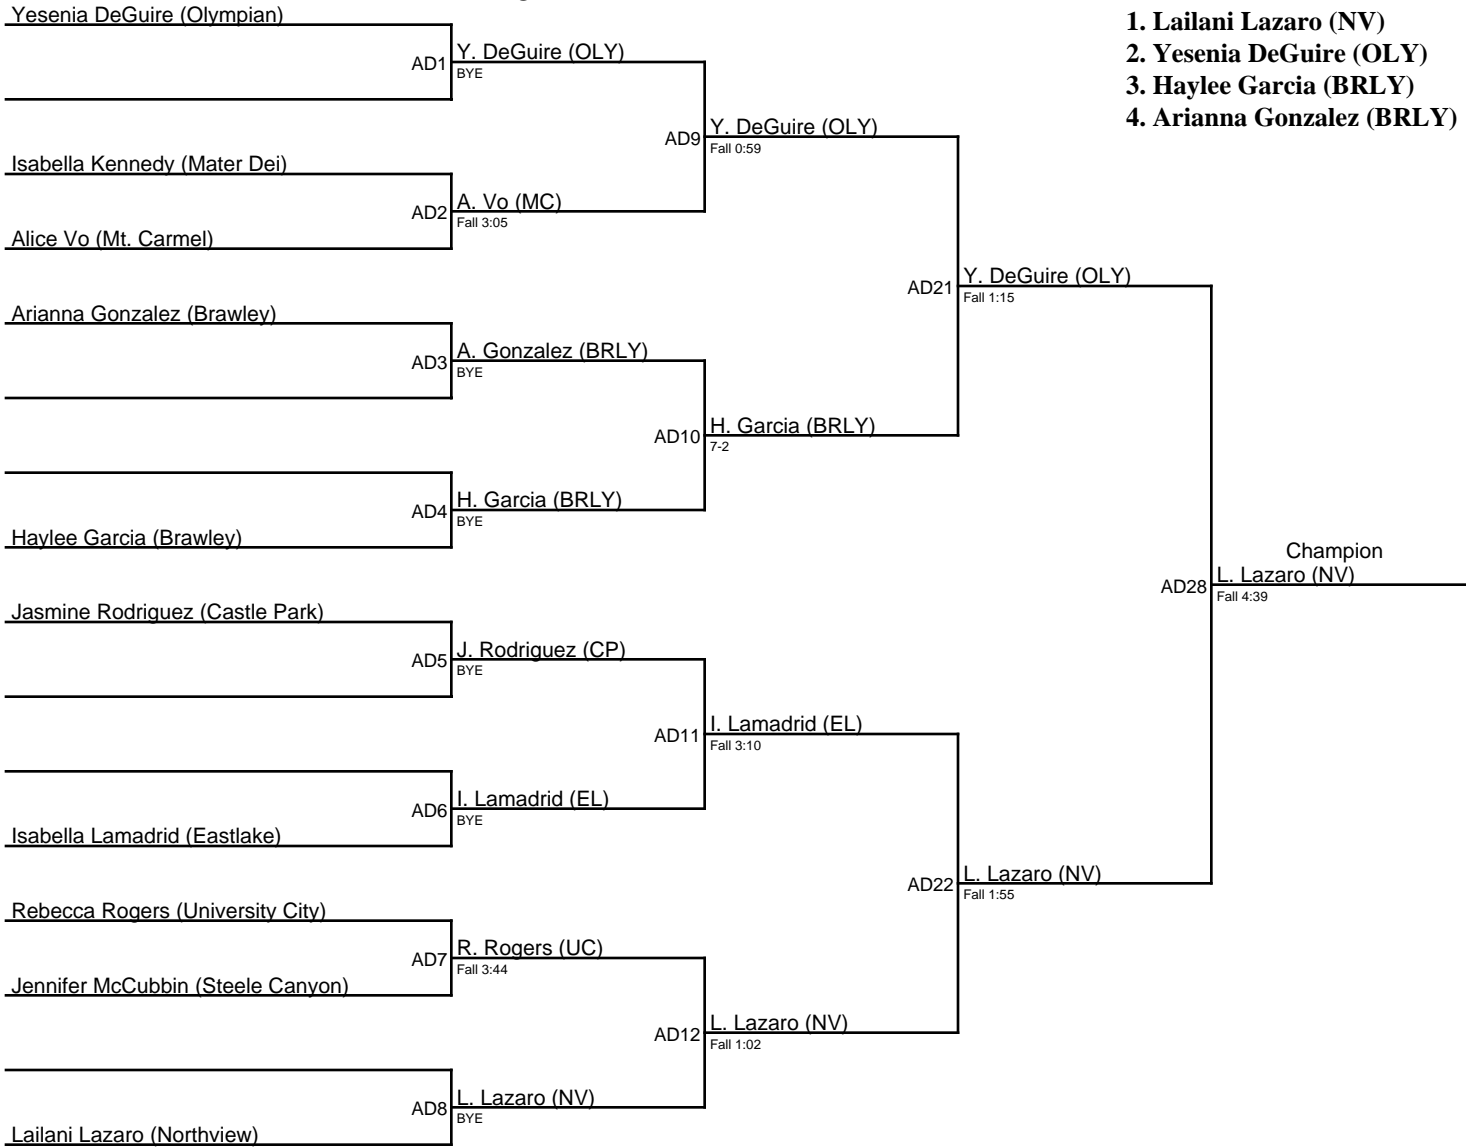 Yesenia DeGuire (Olympian)
AD1
Y. DeGuire (OLY)
BYE
Isabella Kennedy (Mater Dei)
Alice Vo (Mt. Carmel)
AD2
A. Vo (MC)
Fall 3:05
AD9
Y. DeGuire (OLY)
Fall 0:59
Arianna Gonzalez (Brawley)
AD3
A. Gonzalez (BRLY)
BYE
AD4
H. Garcia (BRLY)
BYE
Haylee Garcia (Brawley)
AD10
H. Garcia (BRLY)
7-2
AD21
Y. DeGuire (OLY)
Fall 1:15
Jasmine Rodriguez (Castle Park)
AD5
J. Rodriguez (CP)
BYE
AD6
I. Lamadrid (EL)
BYE
Isabella Lamadrid (Eastlake)
AD11
I. Lamadrid (EL)
Fall 3:10
Rebecca Rogers (University City)
Jennifer McCubbin (Steele Canyon)
AD7
R. Rogers (UC)
Fall 3:44
AD8
L. Lazaro (NV)
BYE
Lailani Lazaro (Northview)
AD12
L. Lazaro (NV)
Fall 1:02
AD22
L. Lazaro (NV)
Fall 1:55
AD28
Champion
L. Lazaro (NV)
Fall 4:39
1. Lailani Lazaro (NV)
2. Yesenia DeGuire (OLY)
3. Haylee Garcia (BRLY)
4. Arianna Gonzalez (BRLY)